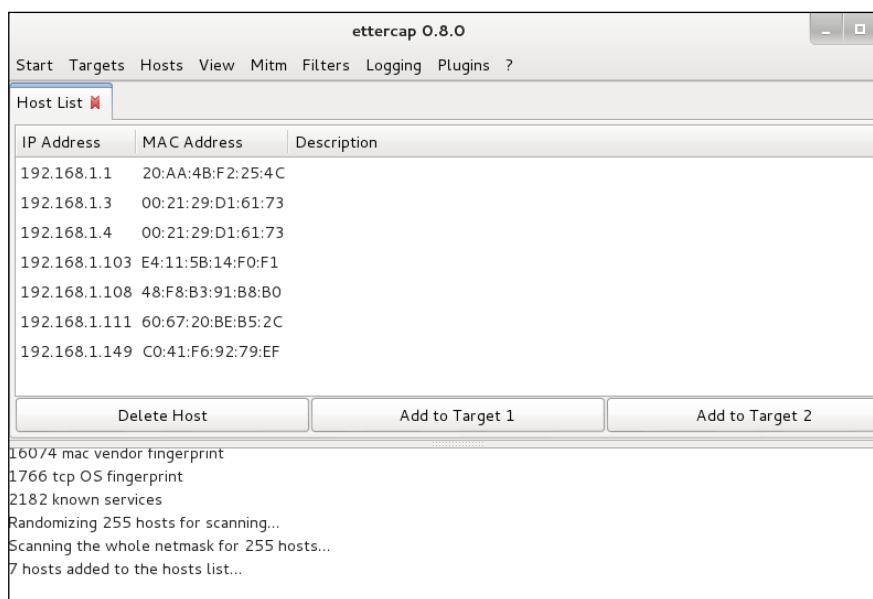 ettercap 0.8.0
Start Targets Hosts View Mitm Filters Logging Plugins ?
Host List
IP Address MAC Address Description
192.168.1.1 20:AA:4B:F2:25:4C
192.168.1.3 00:21:29:D1:61:73
192.168.1.4 00:21:29:D1:61:73
192.168.1.103 E4:11:5B:14:F0:F1
192.168.1.108 48:F8:B3:91:B8:B0
192.168.1.111 60:67:20:BE:B5:2C
192.168.1.149 C0:41:F6:92:79:EF
Delete Host Add to Target 1 Add to Target 2
16074 mac vendor fingerprint
1766 tcp OS fingerprint
2182 known services
Randomizing 255 hosts for scanning...
Scanning the whole netmask for 255 hosts...
7 hosts added to the hosts list...